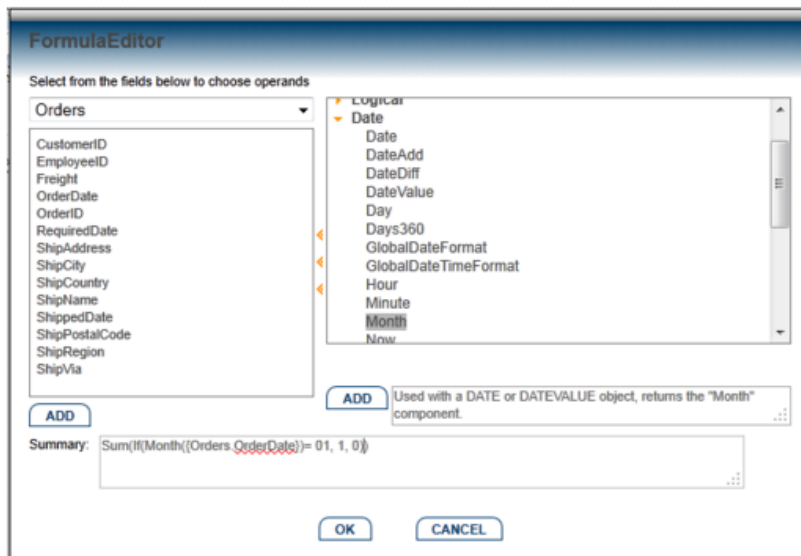 FormulaEditor
Select from the fields below to choose operands
Orders
CustomerID
EmployeeID
Freight
OrderDate
OrderID
RequiredDate
ShipAddress
ShipCity
ShipCountry
ShipName
ShippedDate
ShipPostalCode
ShipRegion
ShipVia
ADD
Logical
Date
Date
DateAdd
DateDiff
DateValue
Day
Days360
GlobalDateFormat
GlobalDateTimeFormat
Hour
Minute
Month
Now
ADD
Used with a DATE or DATEVALUE object, returns the "Month"
component.
Summary:
Sum(If(Month({Orders.OrderDate})= 01, 1, 0))
OK
CANCEL